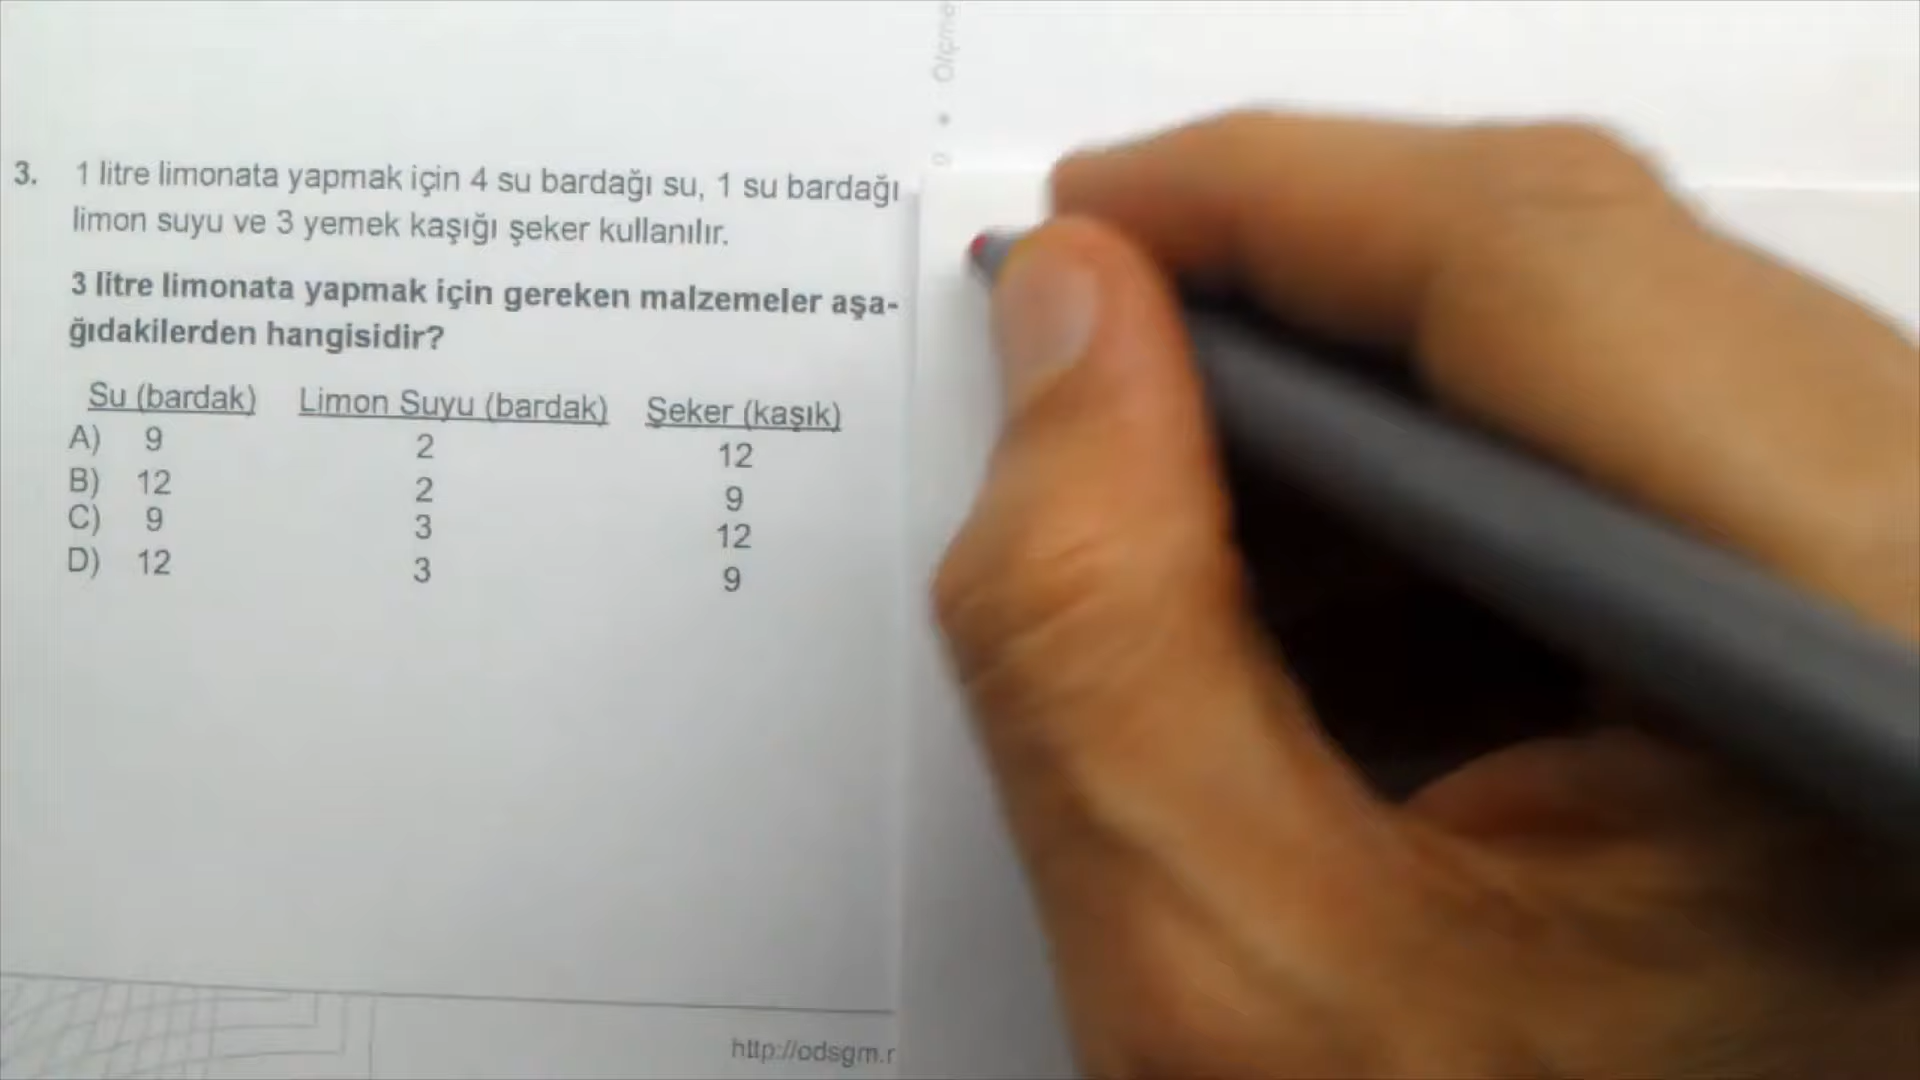 3. 1 litre limonata yapmak için 4 su bardağı su, 1 su bardağı
limon suyu ve 3 yemek kaşığı şeker kullanılır.
3 litre limonata yapmak için gereken malzemeler aşa-
ğıdakilerden hangisidir?
Su (bardak) Limon Suyu (bardak) Şeker (kaşık)
A) 9 2 12
B) 12 2 9
C) 9 3 12
D) 12 3 9
http://odsgm.